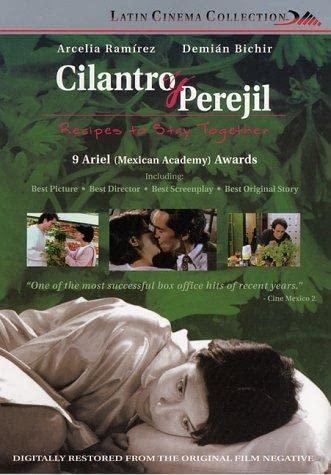 LATIN CINEMA COLLECTION
Arcelia Ramírez Demián Bichir
Cilantro y Perejil
Recipes to Stay Together
9 Ariel (Mexican Academy) Awards
Including:
Best Picture • Best Director • Best Screenplay • Best Original Story
"One of the most successful box office hits of recent years."
- Cine Mexico 2.
DIGITALLY RESTORED FROM THE ORIGINAL FILM NEGATIVE